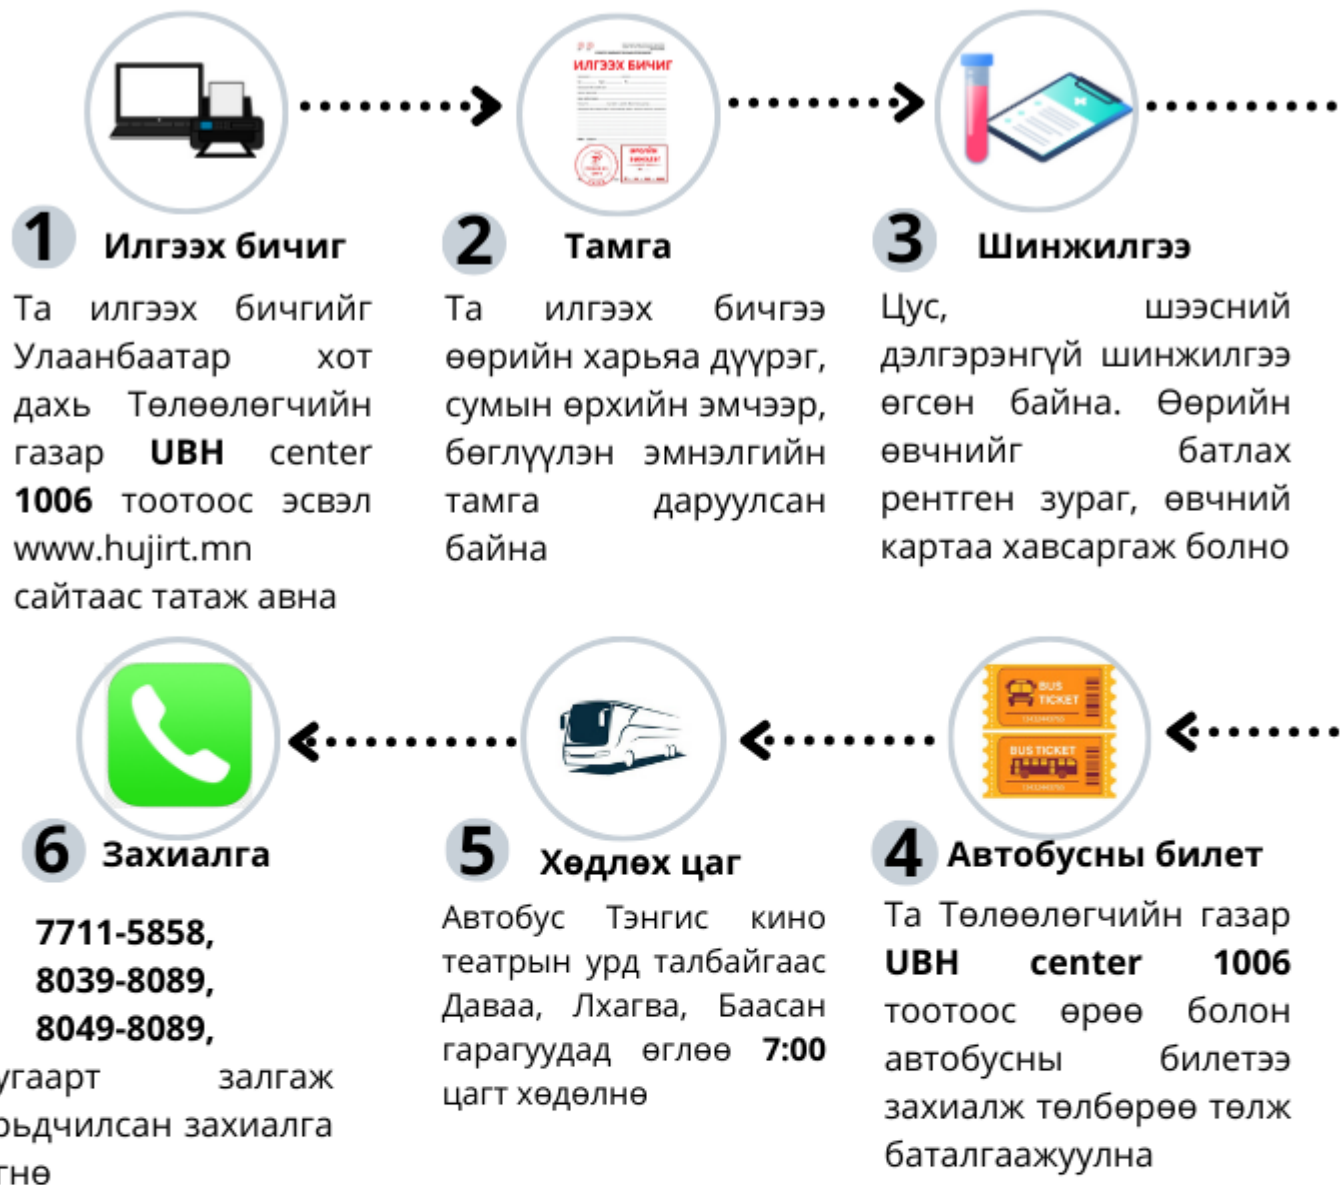 ИЛГЭЭХ БИЧИГ
1 Илгээх бичиг
Та илгээх бичгийг
Улаанбаатар хот
дахь Төлөөлөгчийн
газар UBH center
1006 тоотоос эсвэл
www.hujirt.mn
сайтаас татаж авна
2 Тамга
Та илгээх бичгээ
өөрийн харьяа дүүрэг,
сумын өрхийн эмчээр,
бөглүүлэн эмнэлгийн
тамга даруулсан
байна
3 Шинжилгээ
Цус, шээсний
дэлгэрэнгүй шинжилгээ
өгсөн байна. Өөрийн
өвчнийг батлах
рентген зураг, өвчний
картаа хавсаргаж болно
BUS
TICKET
BUS TICKET
4 Автобусны билет
Та Төлөөлөгчийн газар
UBH center 1006
тоотоос өрөө болон
автобусны билетээ
захиалж төлбөрөө төлж
баталгаажуулна
5 Хөдлөх цаг
Автобус Тэнгис кино
театрын урд талбайгаас
Даваа, Лхагва, Баасан
гарагуудад өглөө 7:00
цагт хөдөлнө
6 Захиалга
7711-5858,
8039-8089,
8049-8089,
угаарт залгаж
рьдчилсан захиалга
гнө